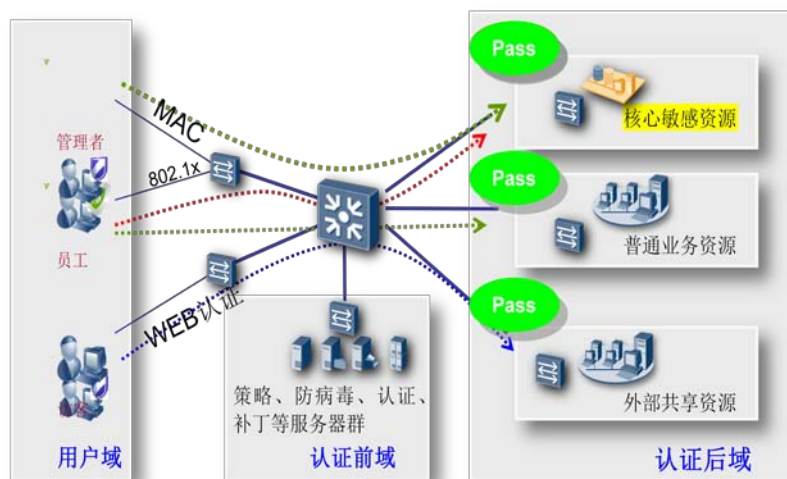 管理者
员工
用户域
MAC
802.1x
WEB认证
策略、防病毒、认证、
补丁等服务器群
认证前域
Pass
核心敏感资源
Pass
普通业务资源
Pass
外部共享资源
认证后域